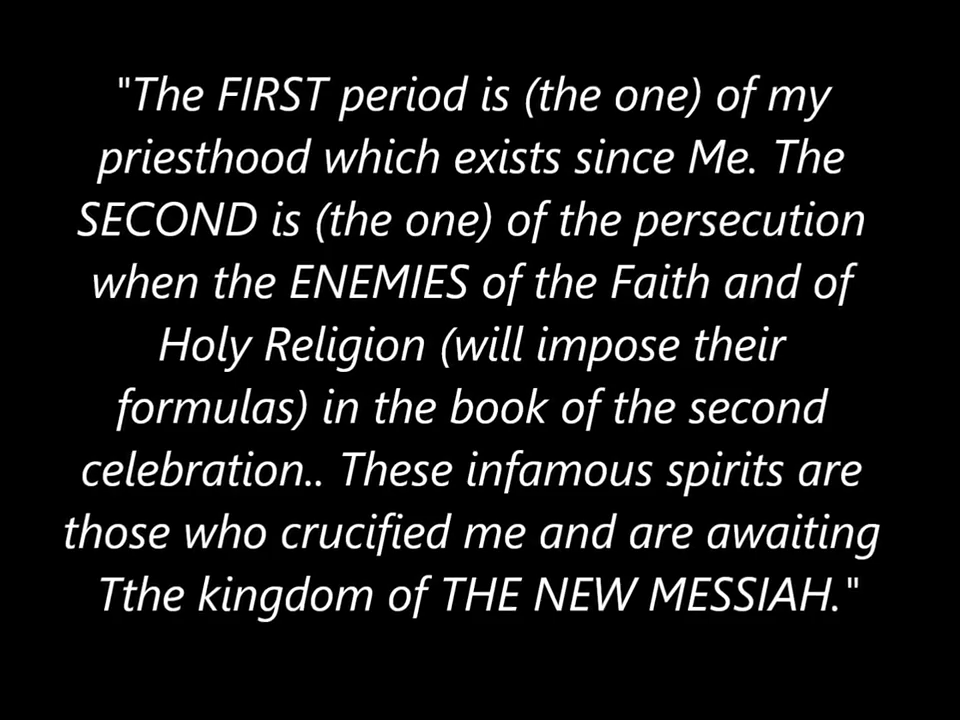 "The FIRST period is (the one) of my
priesthood which exists since Me. The
SECOND is (the one) of the persecution
when the ENEMIES of the Faith and of
Holy Religion (will impose their
formulas) in the book of the second
celebration.. These infamous spirits are
those who crucified me and are awaiting
Tthe kingdom of THE NEW MESSIAH."